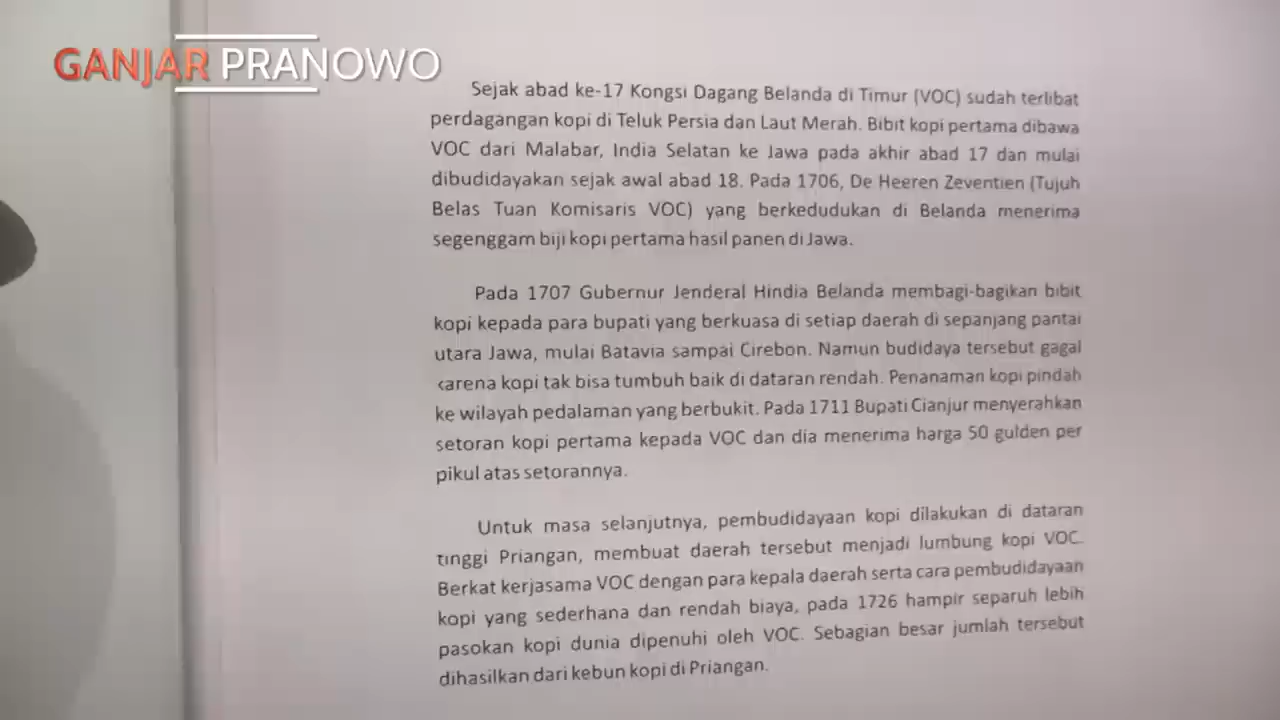 GANJAR PRANOWO
Sejak abad ke-17 Kongsi Dagang Belanda di Timur (VOC) sudah terlibat
perdagangan kopi di Teluk Persia dan Laut Merah. Bibit kopi pertama dibawa
VOC dari Malabar, India Selatan ke Jawa pada akhir abad 17 dan mulai
dibudidayakan sejak awal abad 18. Pada 1706, De Heeren Zeventien (Tujuh
Belas Tuan Komisaris VOC) yang berkedudukan di Belanda menerima
segenggam biji kopi pertama hasil panen di Jawa.
Pada 1707 Gubernur Jenderal Hindia Belanda membagi-bagikan bibit
kopi kepada para bupati yang berkuasa di setiap daerah di sepanjang pantai
utara Jawa, mulai Batavia sampai Cirebon. Namun budidaya tersebut gagal
karena kopi tak bisa tumbuh baik di dataran rendah. Penanaman kopi pindah
ke wilayah pedalaman yang berbukit. Pada 1711 Bupati Cianjur menyerahkan
setoran kopi pertama kepada VOC dan dia menerima harga 50 gulden per
pikul atas setorannya.
Untuk masa selanjutnya, pembudidayaan kopi dilakukan di dataran
tinggi Priangan, membuat daerah tersebut menjadi lumbung kopi VOC.
Berkat kerjasama VOC dengan para kepala daerah serta cara pembudidayaan
kopi yang sederhana dan rendah biaya, pada 1726 hampir separuh lebih
pasokan kopi dunia dipenuhi oleh VOC. Sebagian besar jumlah tersebut
dihasilkan dari kebun kopi di Priangan.